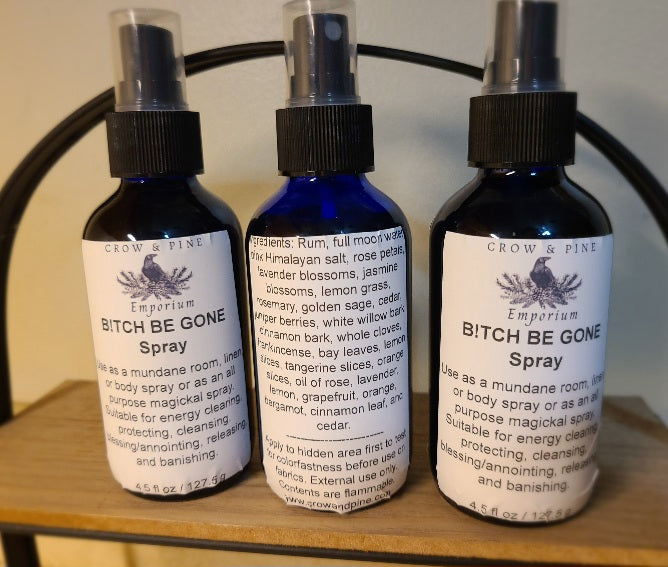 CROW & PINE
Emporium
B!TCH BE GONE
Spray
Use as a mundane room, linen
or body spray or as an all
purpose magickal spray.
Suitable for energy clearing,
protecting, cleansing,
blessing/annointing, releasing,
and banishing.
4.5 fl oz / 127.5 g
Ingredients: Rum, full moon water,
pink Himalayan salt, rose petals,
lavender blossoms, jasmine
blossoms, lemon grass,
rosemary, golden sage, cedar,
juniper berries, white willow bark,
cinnamon bark, whole cloves,
frankincense, bay leaves, lemon
slices, tangerine slices, orange
slices, oil of rose, lavender,
lemon, grapefruit, orange,
bergamot, cinnamon leaf, and
cedar.
Apply to hidden area first to test
for colorfastness before use on
fabrics. External use only.
Contents are flammable.
www.crowandpine.com
CROW & PINE
Emporium
B!TCH BE GONE
Spray
Use as a mundane room, linen
or body spray or as an all
purpose magickal spray.
Suitable for energy clearing,
protecting, cleansing,
blessing/annointing, releasing,
and banishing.
4.5 fl oz / 127.5 g